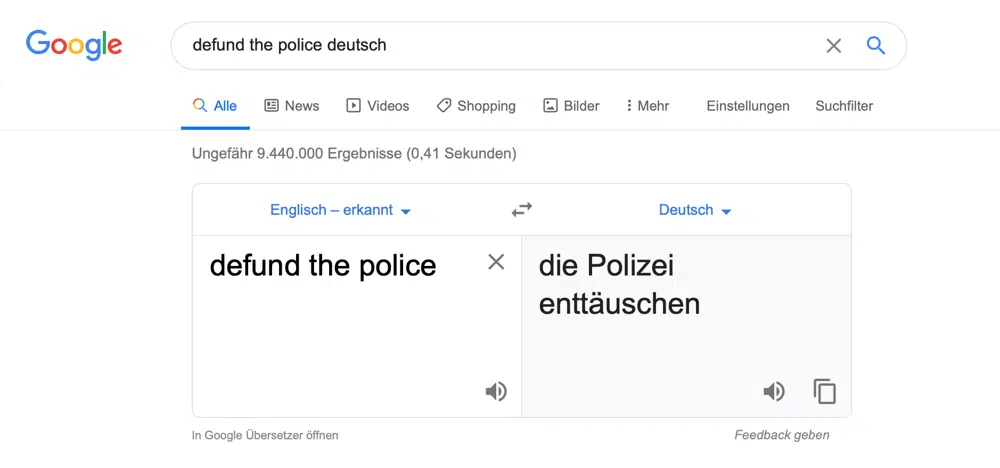 Google
defund the police deutsch
Alle News Videos Shopping Bilder Mehr Einstellungen Suchfilter
Ungefähr 9.440.000 Ergebnisse (0,41 Sekunden)
Englisch – erkannt Deutsch
defund the police
die Polizei
enttäuschen
In Google Übersetzer öffnen Feedback geben